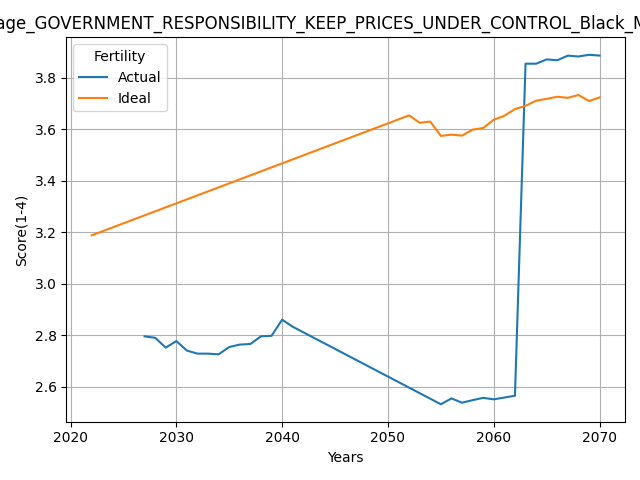 age_GOVERNMENT_RESPONSIBILITY_KEEP_PRICES_UNDER_CONTROL_Black_M
Fertility
Actual
Ideal
Score(1-4)
3.8
3.6
3.4
3.2
3.0
2.8
2.6
2020 2030 2040 2050 2060 2070
Years